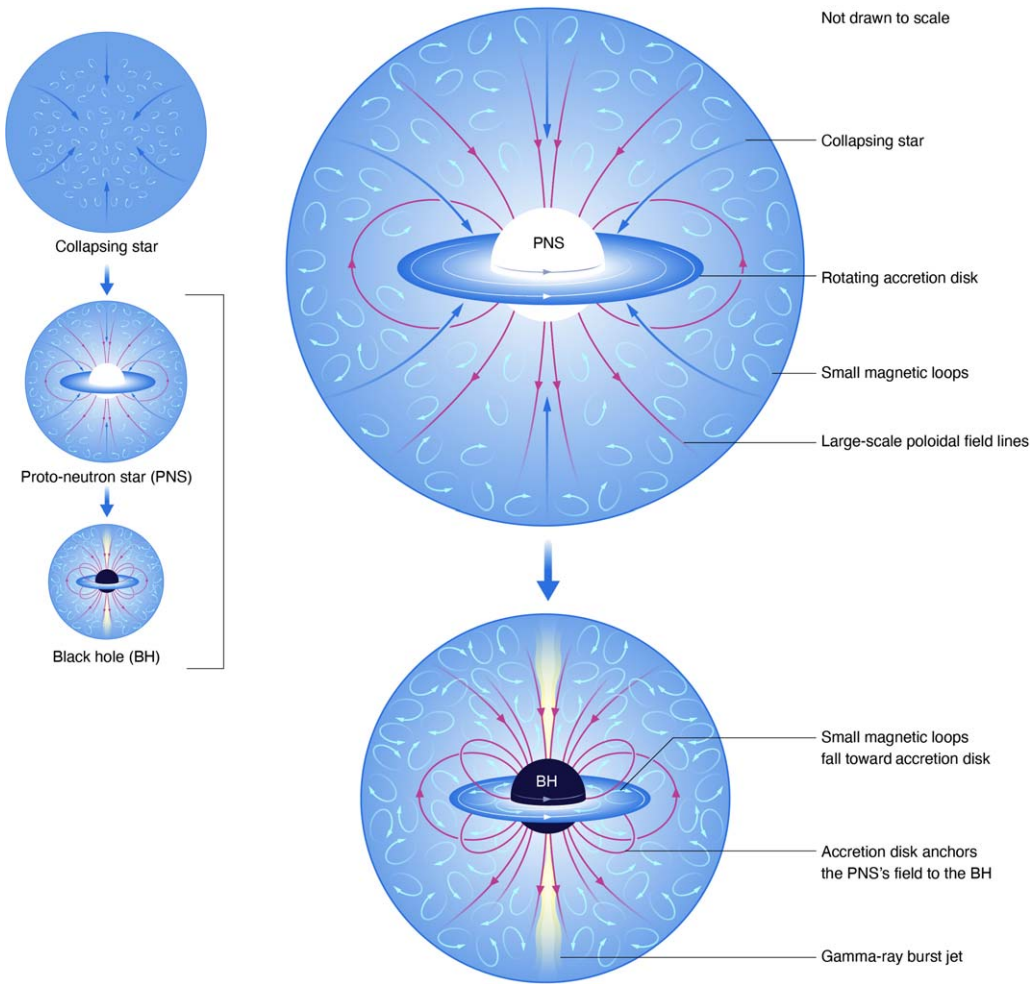 Not drawn to scale
Collapsing star
Proto-neutron star (PNS)
Black hole (BH)
PNS
Collapsing star
Rotating accretion disk
Small magnetic loops
Large-scale poloidal field lines
BH
Small magnetic loops
fall toward accretion disk
Accretion disk anchors
the PNS's field to the BH
Gamma-ray burst jet